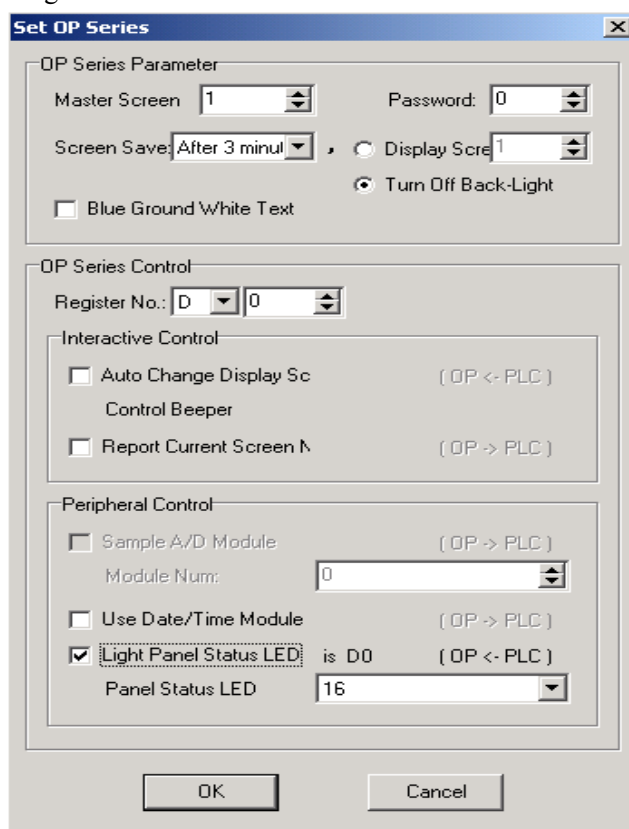 Set OP Series
OP Series Parameter
Master Screen 1 Password: 0
Screen Save: After 3 minul , Display Scre 1
Turn Off Back-Light
Blue Ground White Text
OP Series Control
Register No.: D 0
Interactive Control
Auto Change Display Sc ( OP <- PLC )
Control Beeper
Report Current Screen N ( OP -> PLC )
Peripheral Control
Sample A/D Module ( OP -> PLC )
Module Num: 0
Use Date/Time Module ( OP -> PLC )
Light Panel Status LED is D0 ( OP <- PLC )
Panel Status LED 16
OK Cancel